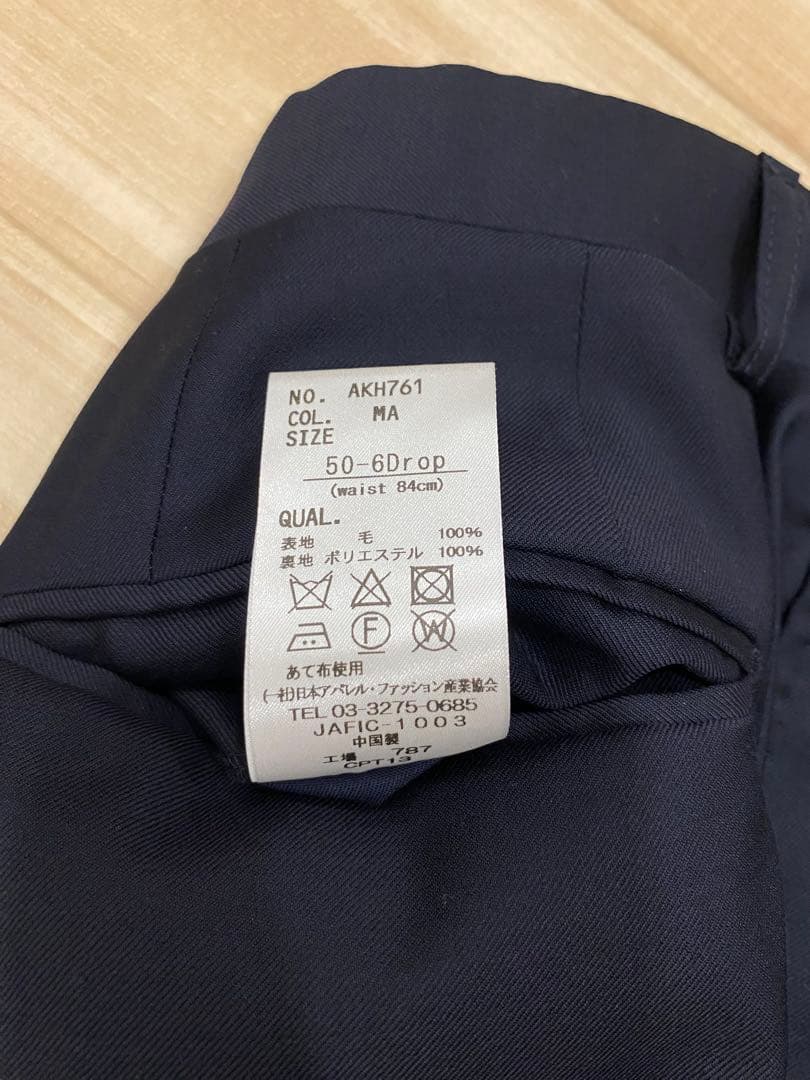 NO. AKH761
COL. MA
SIZE
50-6Drop
(waist 84cm)
QUAL.
表地 毛 100%
裏地 ポリエステル 100%
F W
あて布使用
(一社)日本アパレル・ファッション産業協会
TEL 03-3275-0685
JAFIC-1003
中国製
工場 787
CPT13